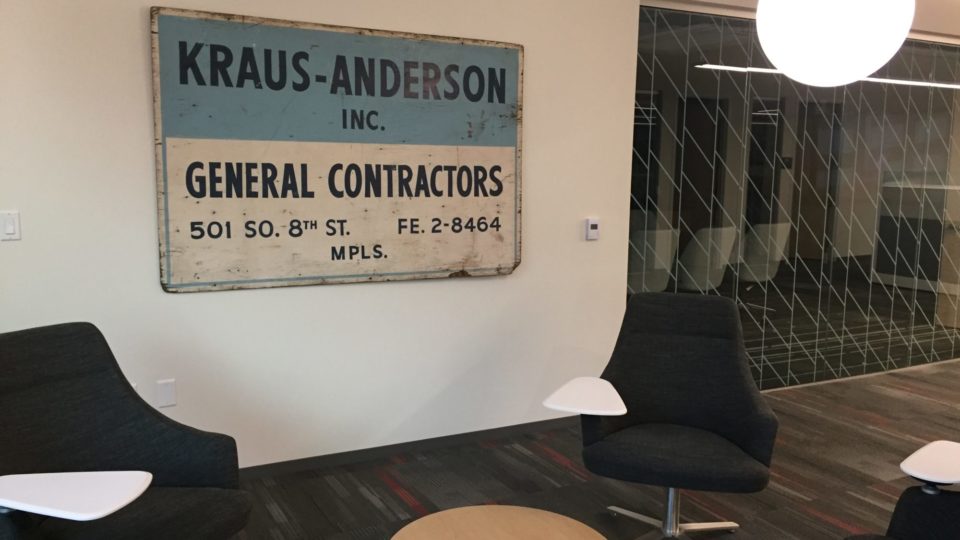 KRAUS-ANDERSON
INC.
GENERAL CONTRACTORS
501 SO. 8TH ST. FE. 2-8464
MPLS.